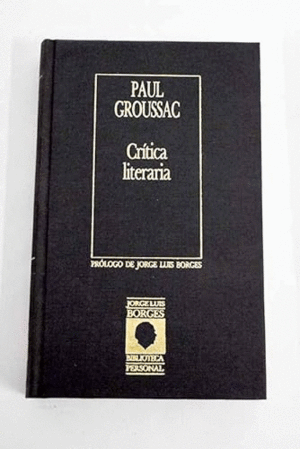 PAUL
GROUSSAC
Crítica
literaria
PRÓLOGO DE JORGE LUIS BORGES
JORGE LUIS
BORGES
BIBLIOTECA
PERSONAL